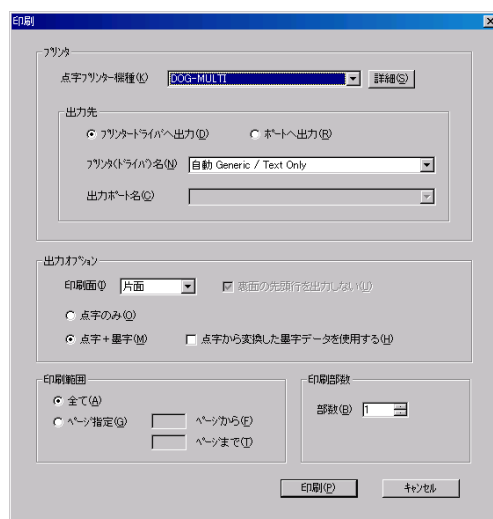 印刷
プリンタ
点字プリンター機種(K) DOG-MULTI 詳細(S)
出力先
プリンタードライバへ出力(D) ポートへ出力(R)
プリンタ(ドライバ)名(N) 自動 Generic / Text Only
出力ポート名(C)
出力オプション
印刷面(I) 片面 裏面の先頭行を出力しない(U)
点字のみ(O)
点字+墨字(M) 点字から変換した墨字データを使用する(H)
印刷範囲 印刷部数
全て(A)
部数(B) 1
ページ指定(G) ページから(F)
ページまで(T)
印刷(P) キャンセル